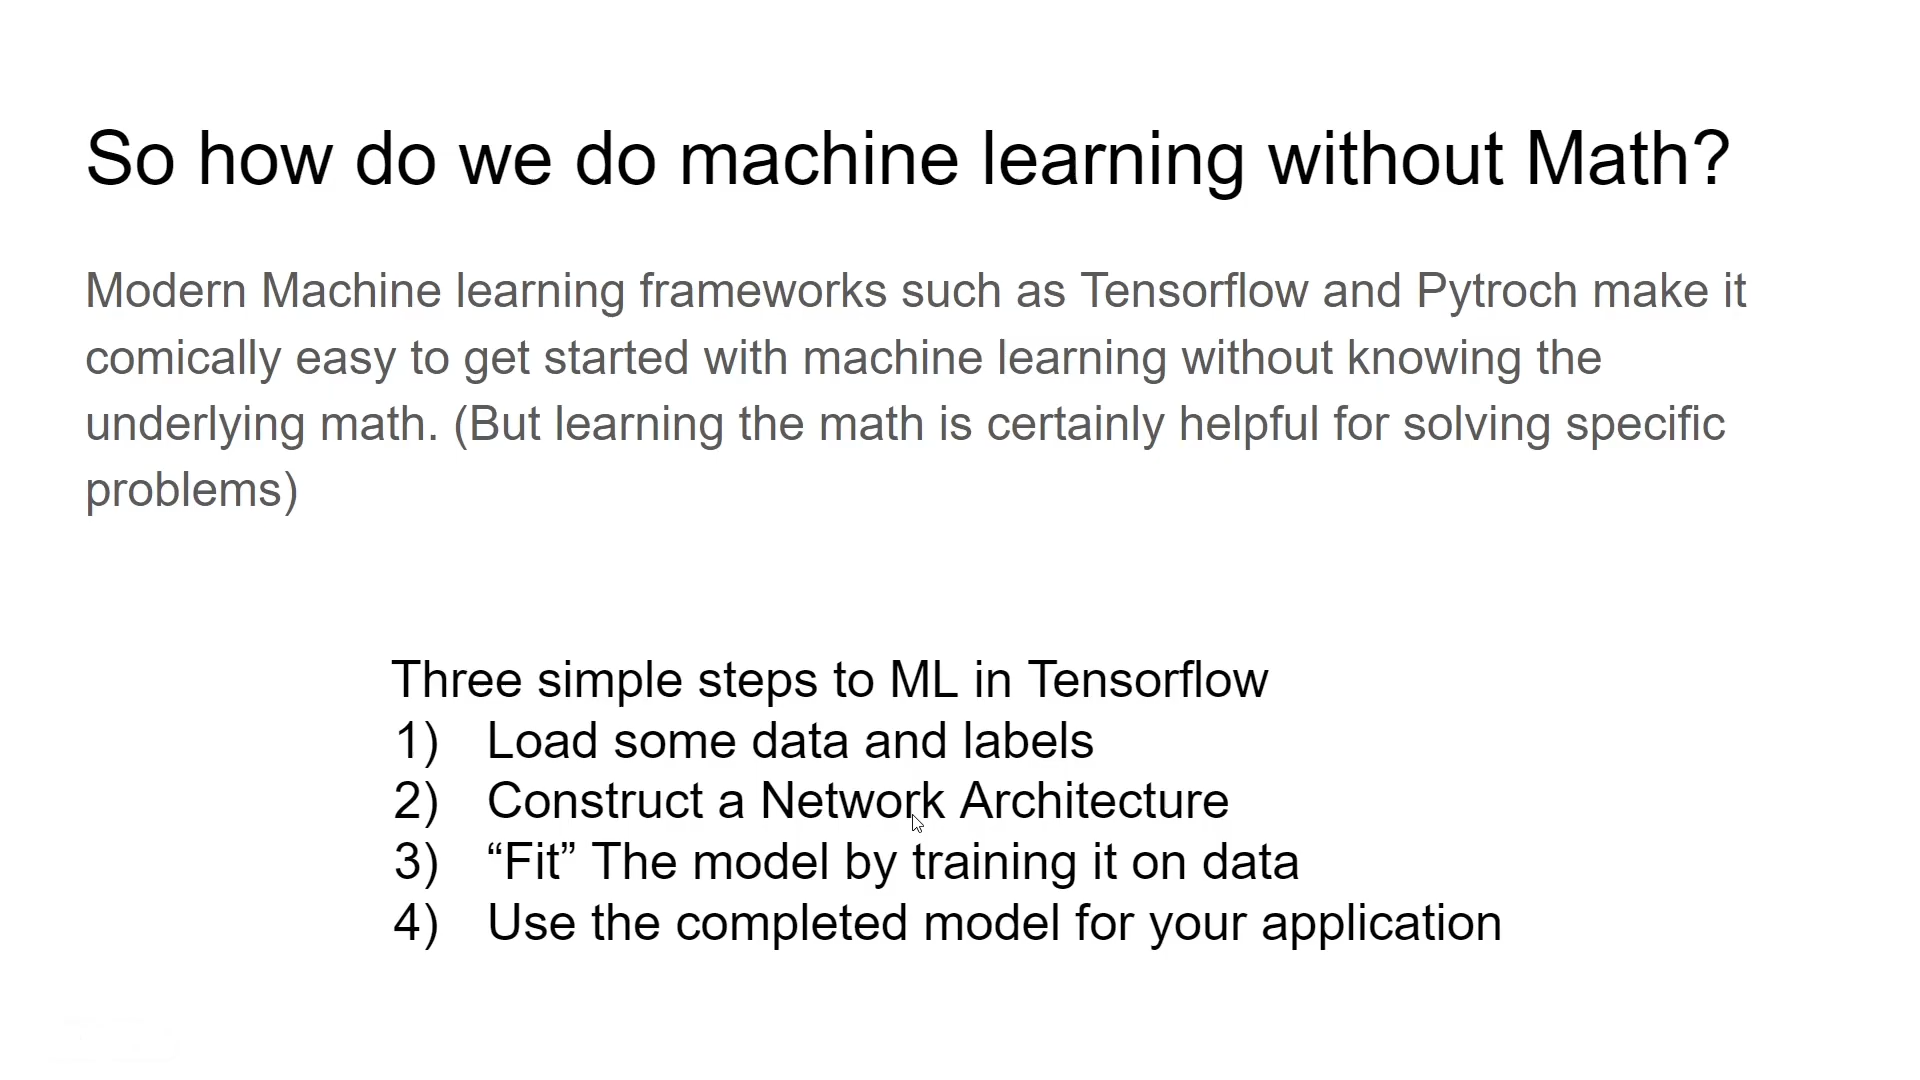 So how do we do machine learning without Math?
Modern Machine learning frameworks such as Tensorflow and Pytroch make it
comically easy to get started with machine learning without knowing the
underlying math. (But learning the math is certainly helpful for solving specific
problems)
Three simple steps to ML in Tensorflow
1) Load some data and labels
2) Construct a Network Architecture
3) “Fit” The model by training it on data
4) Use the completed model for your application